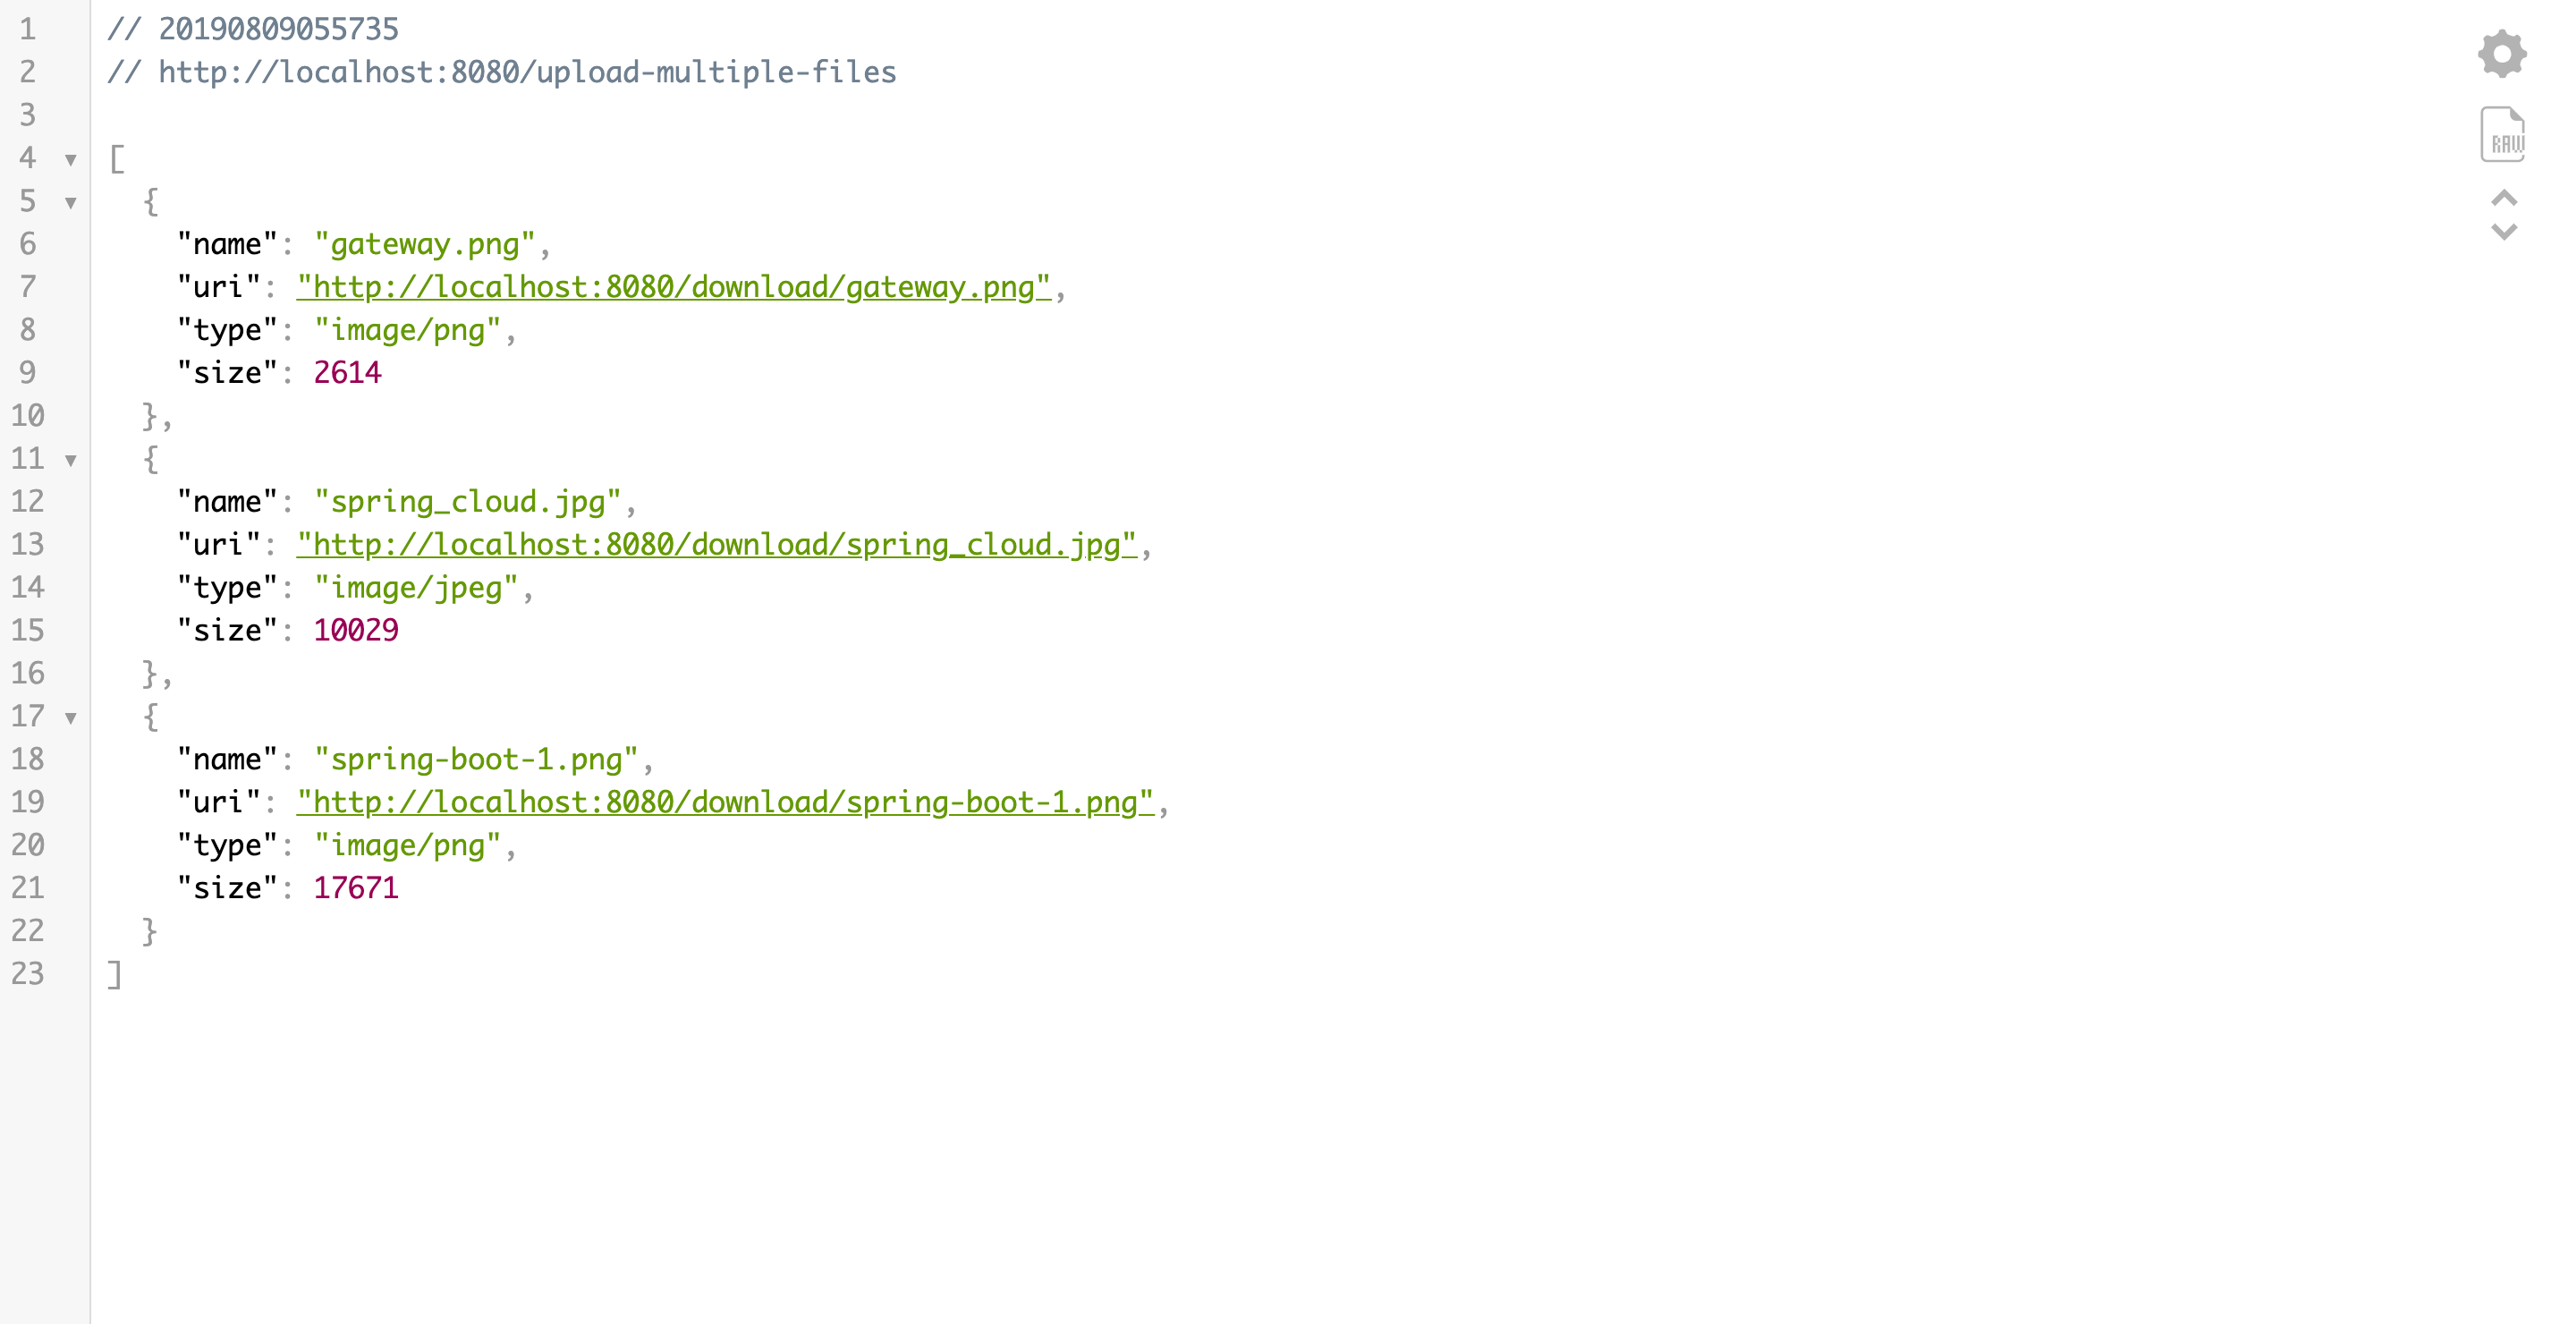 1 // 20190809055735
2 // http://localhost:8080/upload-multiple-files
3
4 ▼ [
5 ▼ {
6 "name": "gateway.png",
7 "uri": "http://localhost:8080/download/gateway.png",
8 "type": "image/png",
9 "size": 2614
10 },
11 ▼ {
12 "name": "spring_cloud.jpg",
13 "uri": "http://localhost:8080/download/spring_cloud.jpg",
14 "type": "image/jpeg",
15 "size": 10029
16 },
17 ▼ {
18 "name": "spring-boot-1.png",
19 "uri": "http://localhost:8080/download/spring-boot-1.png",
20 "type": "image/png",
21 "size": 17671
22 }
23 ]
RAW